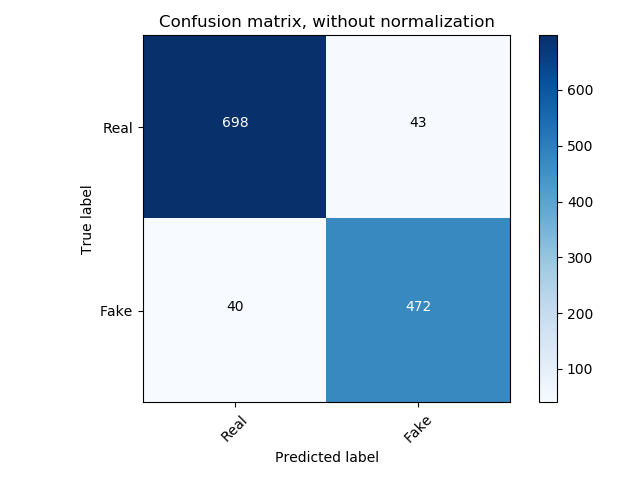 Confusion matrix, without normalization
True label
Real
698
43
Fake
40
472
Real
Fake
Predicted label
600
500
400
300
200
100